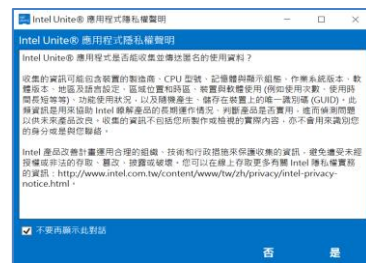 Intel Unite® 應用程式隱私權聲明
Intel Unite® 應用程式隱私權聲明
Intel Unite® 應用程式是否能收集並傳送匿名的使用資料？
收集的資訊可能包含裝置的製造商、CPU 型號、記憶體與顯示組態、作業系統版本、軟
體版本、地區及語言設定、區域位置和時區、裝置與軟體使用 (例如使用次數、使用時
間長短等等)、功能使用狀況，以及隨機產生、儲存在裝置上的唯一識別碼 (GUID)。此
類資訊是用來協助 Intel 瞭解產品的長期運作情況、判斷產品是否實用，進而偵測問題
以供未來產品改良。收集的資訊不包括您所製作或檢視的實際內容，亦不會用來識別您
的身分或是與您聯絡。
Intel 產品改善計畫運用合理的組織、技術和行政措施來保護收集的資訊，避免遭受未經
授權或非法的存取、竄改、披露或破壞。您可以在線上存取更多有關 Intel 隱私權實務
的資訊：http://www.intel.com.tw/content/www/tw/zh/privacy/intel-privacy-
notice.html。
不要再顯示此對話
否 是